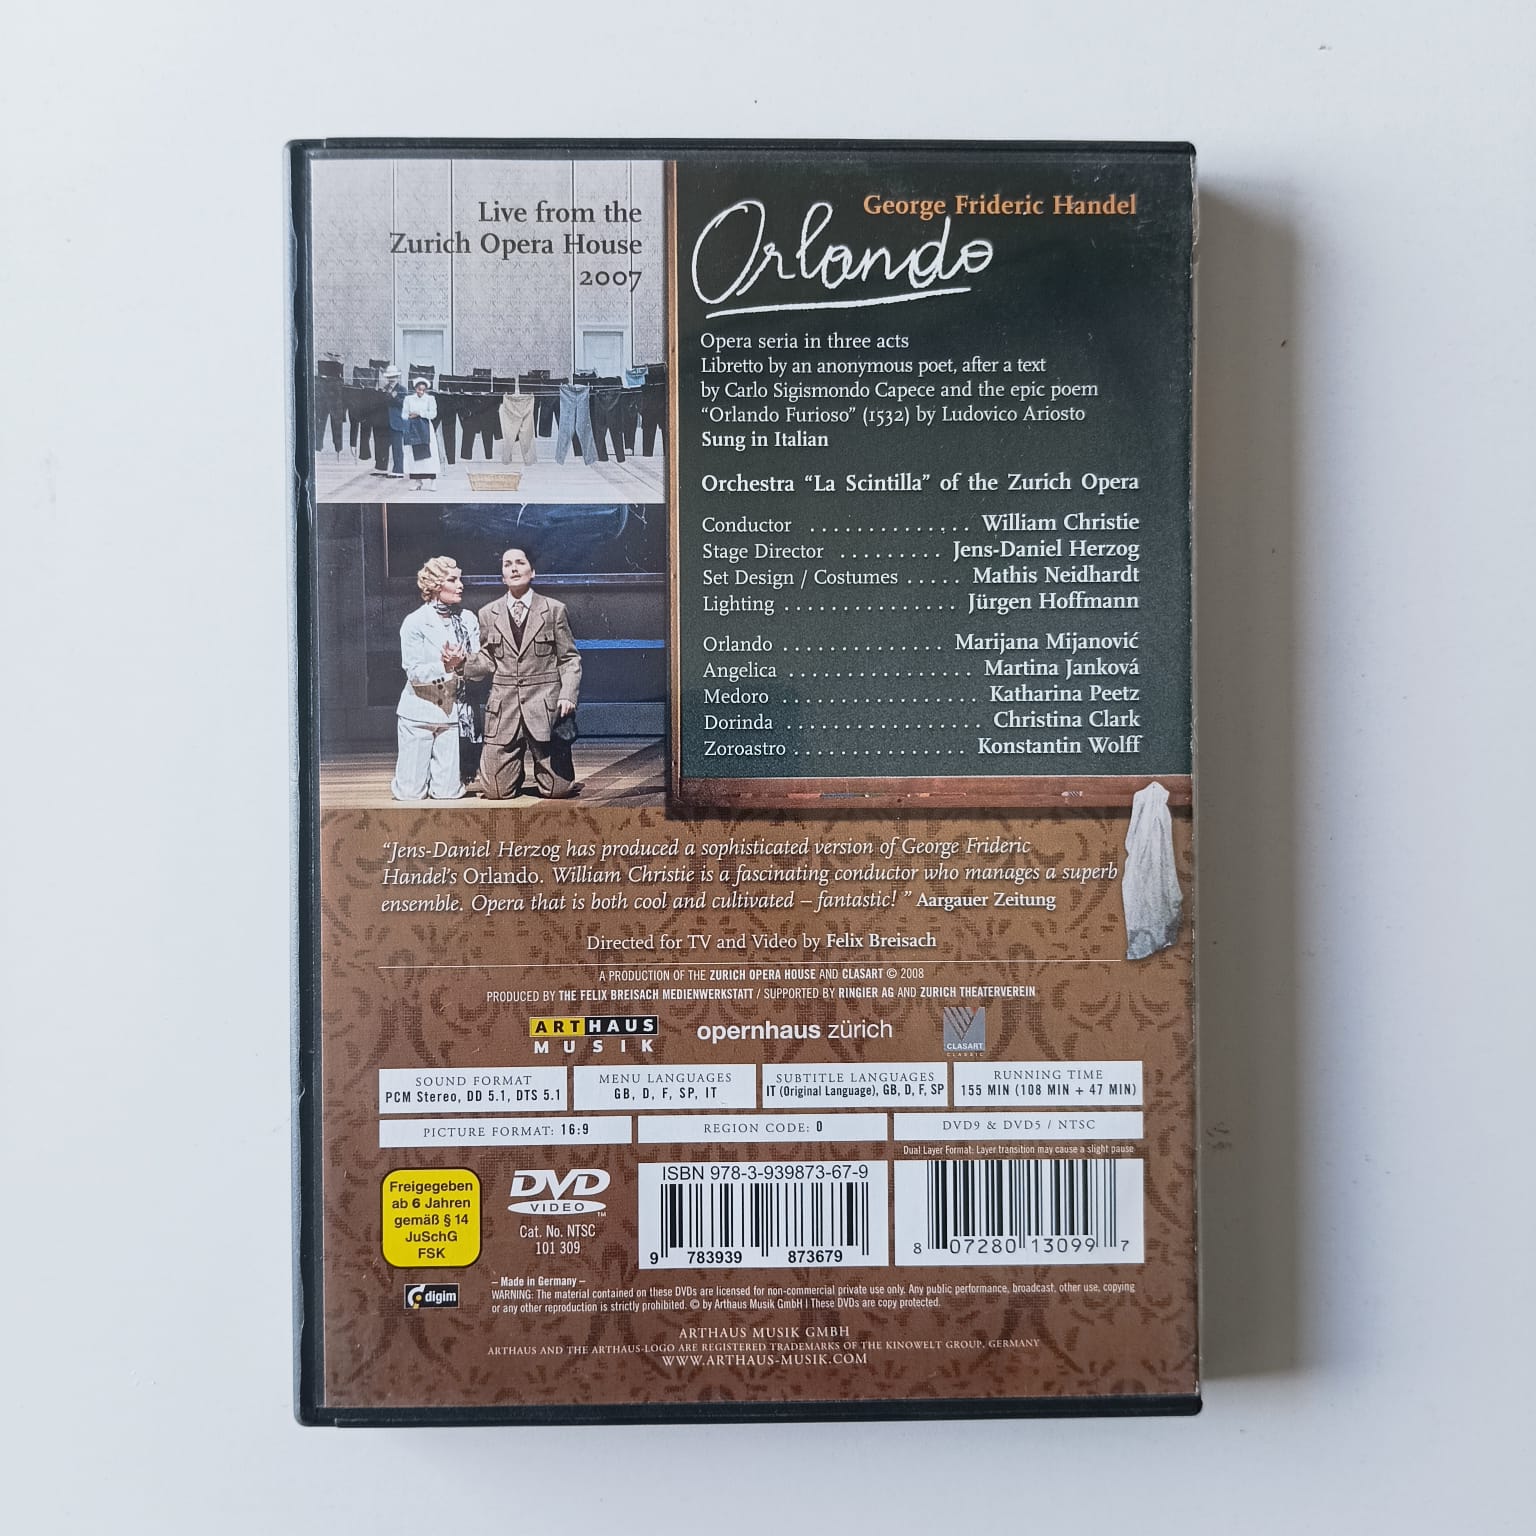 Live from the
Zurich Opera House
2007
George Frideric Handel
Orlando
Opera seria in three acts
Libretto by an anonymous poet, after a text
by Carlo Sigismondo Capece and the epic poem
“Orlando Furioso” (1532) by Ludovico Ariosto
Sung in Italian
Orchestra “La Scintilla” of the Zurich Opera
Conductor . . . . . . . . . . . . . . William Christie
Stage Director . . . . . . . . . Jens-Daniel Herzog
Set Design / Costumes . . . . . Mathis Neidhardt
Lighting . . . . . . . . . . . . . . . Jürgen Hoffmann
Orlando . . . . . . . . . . . . . . Marijana Mijanović
Angelica . . . . . . . . . . . . . . . . Martina Janková
Medoro . . . . . . . . . . . . . . . . . Katharina Peetz
Dorinda . . . . . . . . . . . . . . . . . Christina Clark
Zoroastro . . . . . . . . . . . . . . . Konstantin Wolff
“Jens-Daniel Herzog has produced a sophisticated version of George Frideric
Handel’s Orlando. William Christie is a fascinating conductor who manages a superb
ensemble. Opera that is both cool and cultivated – fantastic! ” Aargauer Zeitung
Directed for TV and Video by Felix Breisach
A PRODUCTION OF THE ZURICH OPERA HOUSE AND CLASART © 2008
PRODUCED BY THE FELIX BREISACH MEDIENWERKSTATT / SUPPORTED BY RINGIER AG AND ZURICH THEATERVEREIN
ARTHAUS
MUSIK
opernhaus zürich
CLASART
CLASSIC
SOUND FORMAT
PCM Stereo, DD 5.1, DTS 5.1
MENU LANGUAGES
GB, D, F, SP, IT
SUBTITLE LANGUAGES
IT (Original Language), GB, D, F, SP
RUNNING TIME
155 MIN (108 MIN + 47 MIN)
PICTURE FORMAT: 16:9
REGION CODE: 0
DVD9 & DVD5 / NTSC
Dual Layer Format: Layer transition may cause a slight pause
Freigegeben
ab 6 Jahren
gemäß § 14
JuSchG
FSK
DVD
VIDEO
TM
Cat. No. NTSC
101 309
ISBN 978-3-939873-67-9
9 783939 873679
8 07280 13099 7
digim
– Made in Germany –
WARNING: The material contained on these DVDs are licensed for non-commercial private use only. Any public performance, broadcast, other use, copying
or any other reproduction is strictly prohibited. © by Arthaus Musik GmbH | These DVDs are copy protected.
ARTHAUS MUSIK GMBH
ARTHAUS AND THE ARTHAUS-LOGO ARE REGISTERED TRADEMARKS OF THE KINOWELT GROUP, GERMANY
WWW.ARTHAUS-MUSIK.COM